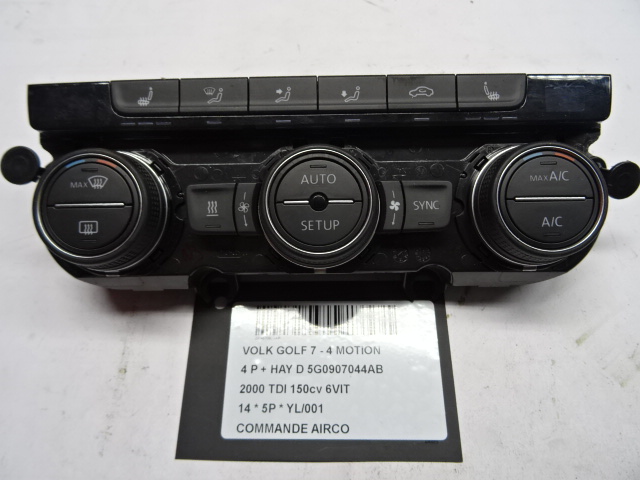 MAX
AUTO
SETUP
SYNC
MAX A/C
A/C
VOLK GOLF 7 - 4 MOTION
4 P + HAY D 5G0907044AB
2000 TDI 150cv 6VIT
14 * 5P * YL/001
COMMANDE AIRCO